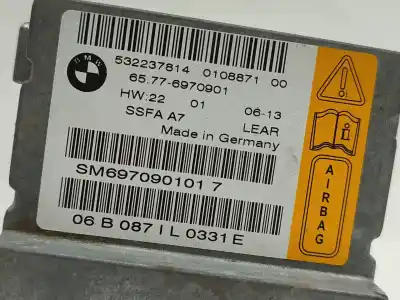 BMW
532237814 0108871 00
65.77-6970901
HW:22 01 06-13
SSFA A7 LEAR
Made in Germany
SM697090101 7
06 B 087 I L 0331 E
AIRBAG